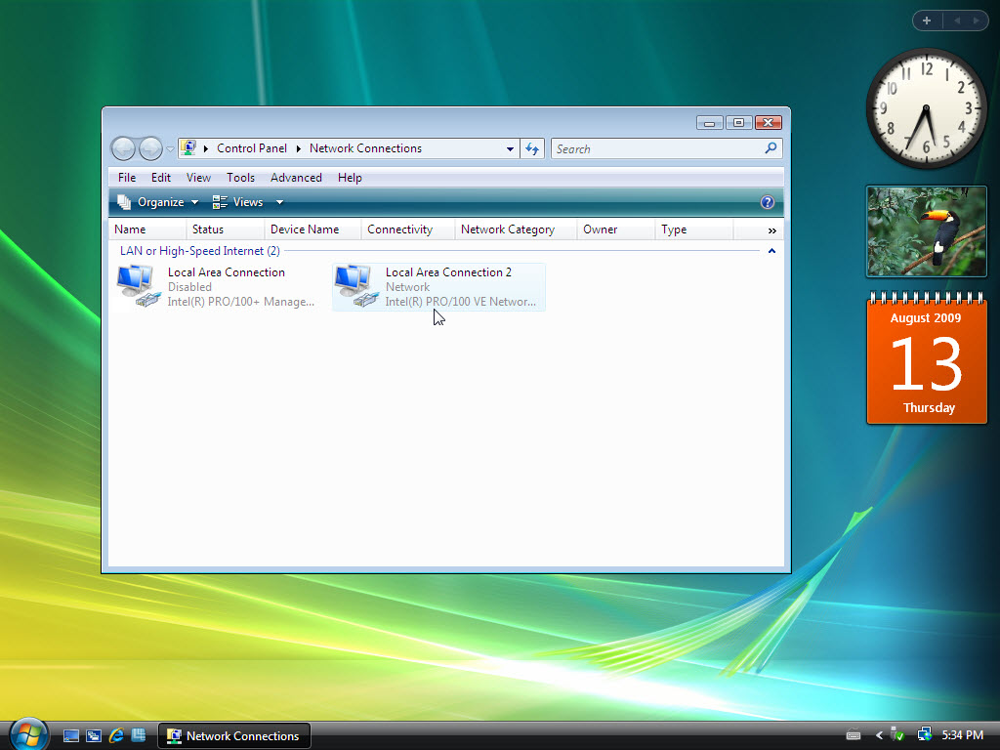 Control Panel Network Connections Search
File Edit View Tools Advanced Help
Organize Views ?
Name Status Device Name Connectivity Network Category Owner Type »
LAN or High-Speed Internet (2)
Local Area Connection
Disabled
Intel(R) PRO/100+ Manage...
Local Area Connection 2
Network
Intel(R) PRO/100 VE Networ...
12
1
2
3
4
5
6
7
8
9
10
11
August 2009
13
Thursday
Network Connections
5:34 PM